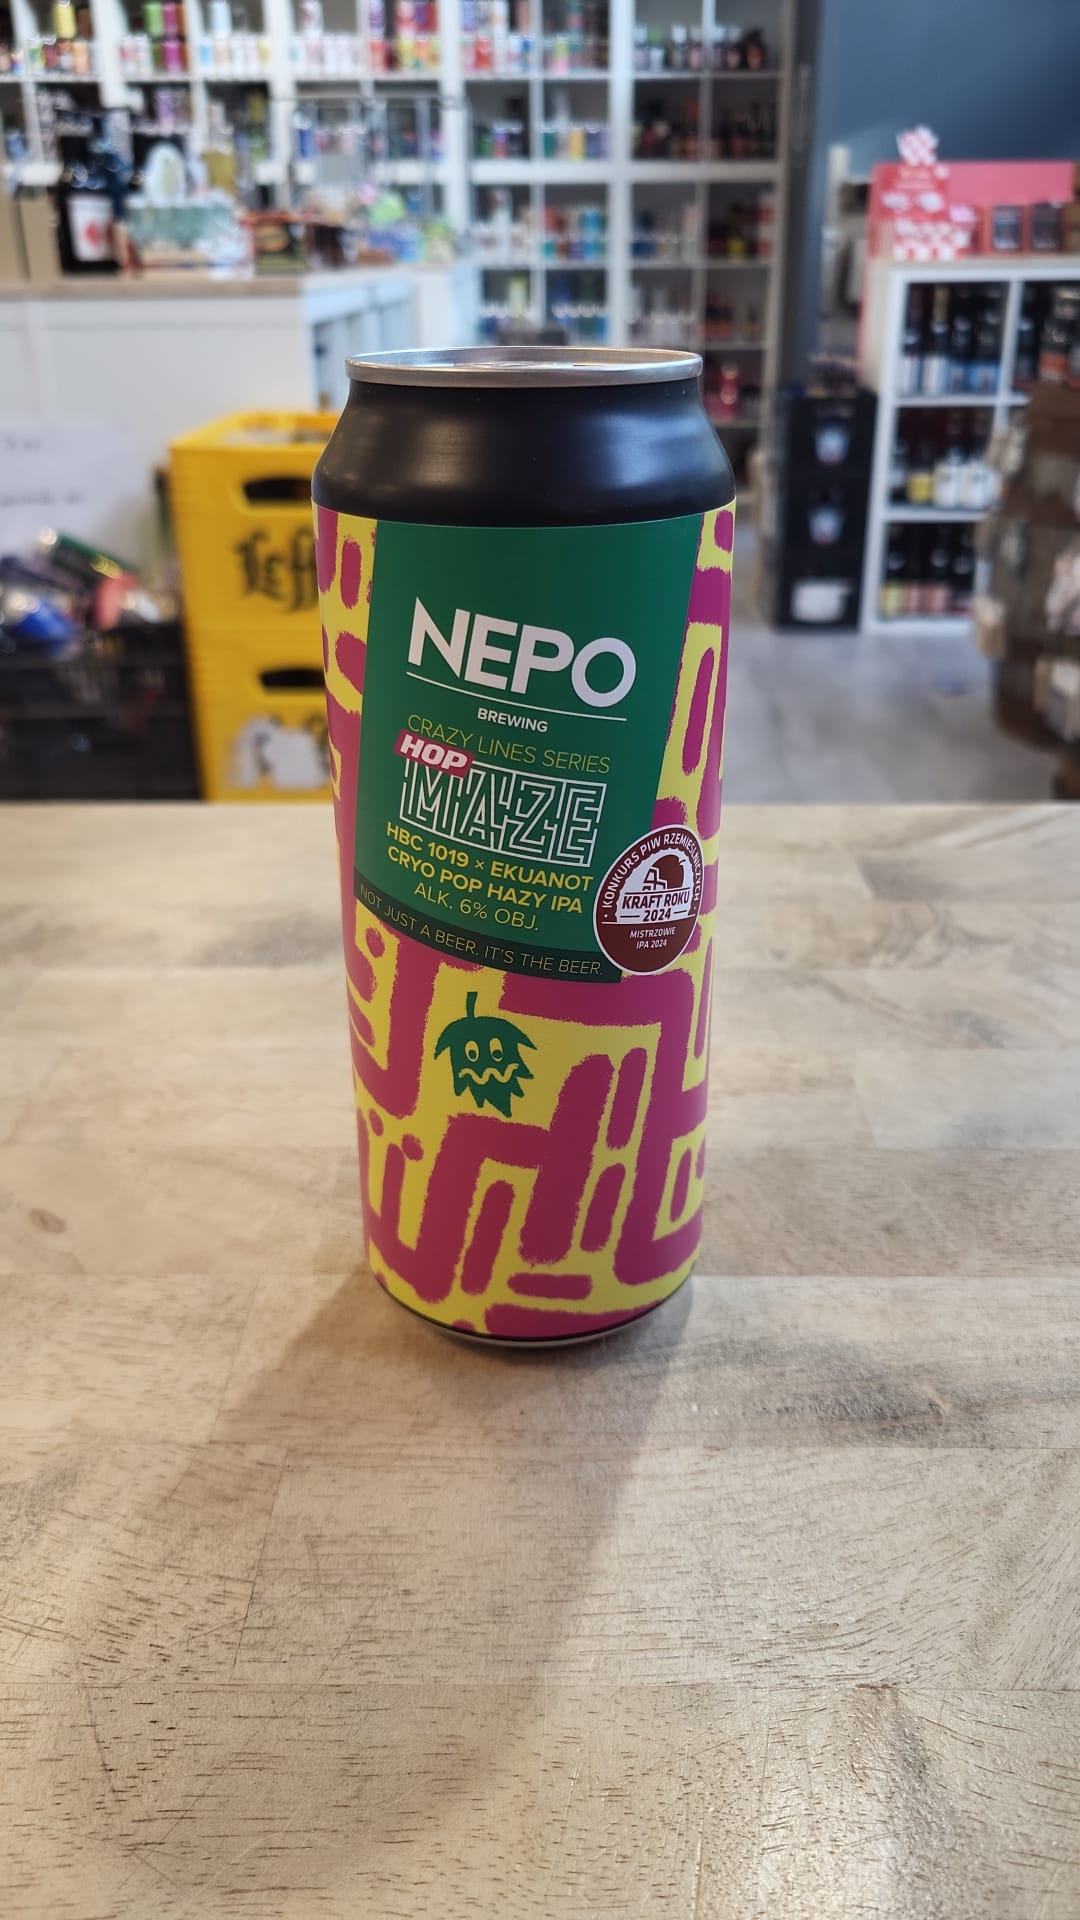 NEPO
BREWING
CRAZY LINES SERIES
HOP
MAZE
HBC 1019 × EKUANOT
CRYO POP HAZY IPA
ALK. 6% OBJ.
NOT JUST A BEER. IT'S THE BEER.
KONKURS PIW RZEMIEŚLNICZYCH
KRAFT ROKU
2024
MISTRZOWIE
IPA 2024
Leff